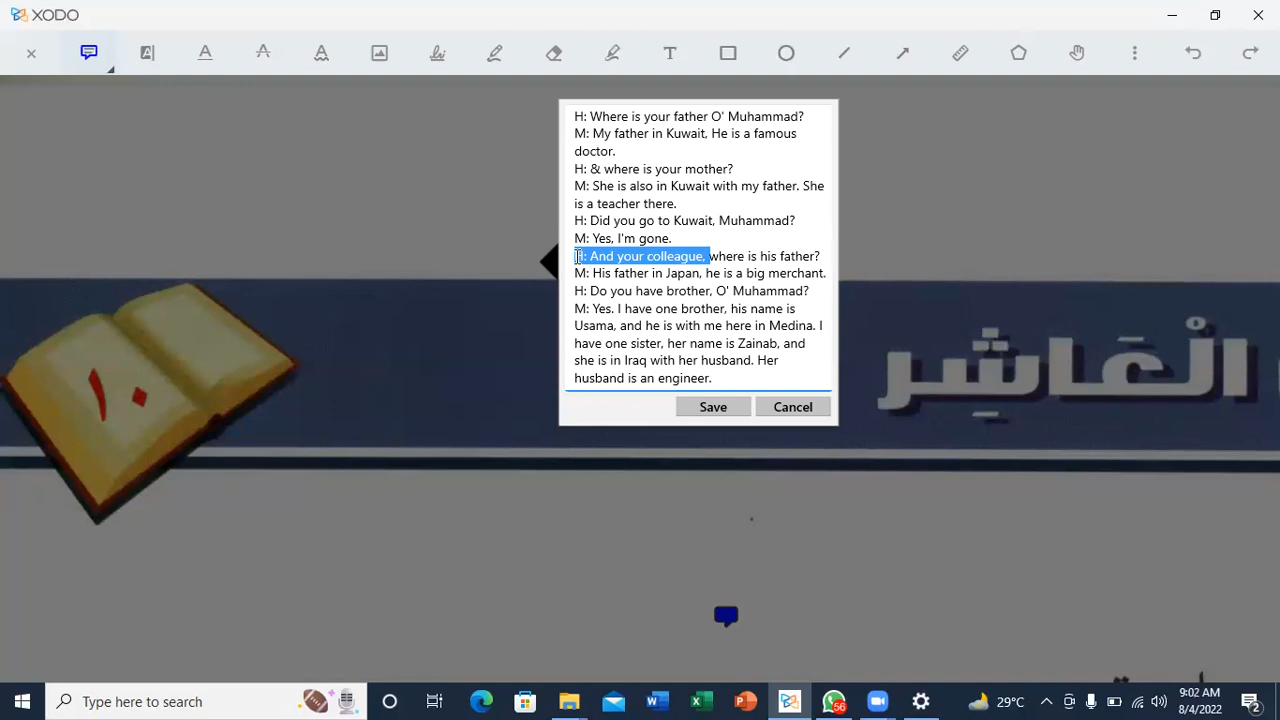 XODO
H: Where is your father O' Muhammad?
M: My father in Kuwait, He is a famous
doctor.
H: & where is your mother?
M: She is also in Kuwait with my father. She
is a teacher there.
H: Did you go to Kuwait, Muhammad?
M: Yes, I'm gone.
H: And your colleague, where is his father?
M: His father in Japan, he is a big merchant.
H: Do you have brother, O' Muhammad?
M: Yes. I have one brother, his name is
Usama, and he is with me here in Medina. I
have one sister, her name is Zainab, and
she is in Iraq with her husband. Her
husband is an engineer.
Save Cancel
١٠
الْعَاشِر
Type here to search
56
29°C
9:02 AM
8/4/2022
2